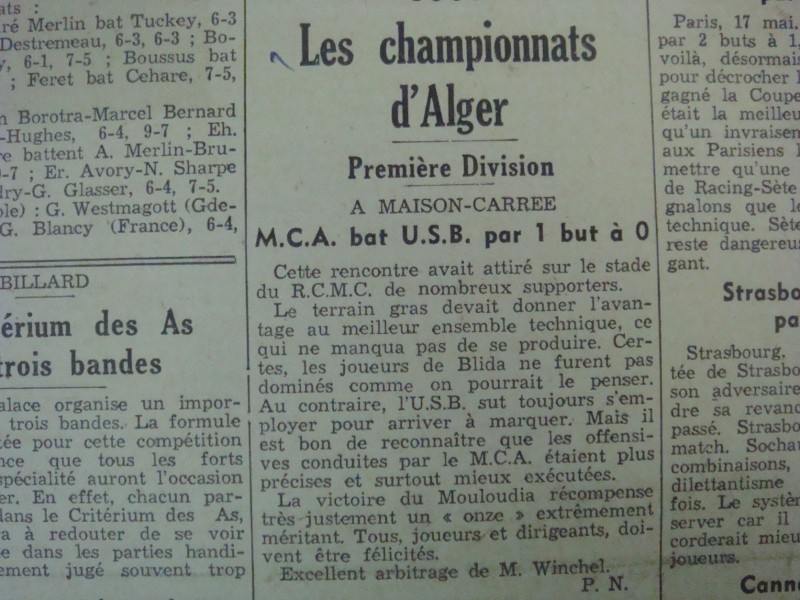 ré Merlin bat Tuckey, 6-3
Destremeau, 6-3, 6-3 ; Bo-
6-1, 7-5 ; Boussus bat
; Feret bat Cehare, 7-5,
Borotra-Marcel Bernard
-Hughes, 6-4, 9-7 ; Eh.
re battent A. Merlin-Bru-
-7 ; Er. Avory-N. Sharpe
dry-G. Glasser, 6-4, 7-5.
ole) : G. Westmagott (Gde-
G. Blancy (France), 6-4,
BILLARD
térium des As
trois bandes
alace organise un impor-
trois bandes. La formule
tée pour cette compétition
nce que tous les forts
spécialité auront l'occasion
er. En effet, chacun par-
dans le Critérium des As,
ra à redouter de se voir
e dans les parties handi-
ement jugé souvent trop
Les championnats
d'Alger
Première Division
A MAISON-CARREE
M.C.A. bat U.S.B. par 1 but à 0
Cette rencontre avait attiré sur le stade
du R.C.M.C. de nombreux supporters.
Le terrain gras devait donner l'avan-
tage au meilleur ensemble technique, ce
qui ne manqua pas de se produire. Cer-
tes, les joueurs de Blida ne furent pas
dominés comme on pourrait le penser.
Au contraire, l'U.S.B. sut toujours s'em-
ployer pour arriver à marquer. Mais il
est bon de reconnaître que les offensi-
ves conduites par le M.C.A. étaient plus
précises et surtout mieux exécutées.
La victoire du Mouloudia récompense
très justement un « onze » extrêmement
méritant. Tous, joueurs et dirigeants, doi-
vent être félicités.
Excellent arbitrage de M. Winchel.
P. N.
Paris, 17 mai.
par 2 buts à 1.
voilà, désormais
pour décrocher l
gagné la Coupe
était la meilleu
qu'un invraisem
aux Parisiens l
mettre qu'une
de Racing-Sète
gnalons que le
technique. Sète
reste dangereu
gant.
Strasbo
pa
Strasbourg,
tée de Strasbo
son adversaire
dre sa revanc
passé. Strasbo
match. Sochau
combinaisons,
dilettantisme
fois. Le systèm
server car il
corderait mieu
joueurs.
Canne